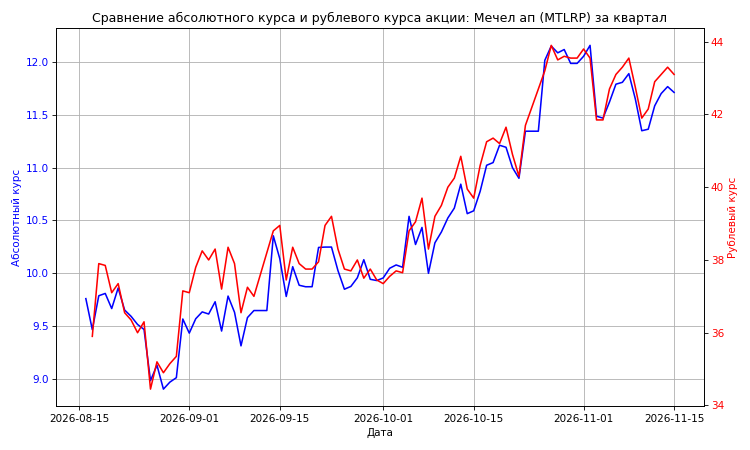 Сравнение абсолютного курса и рублевого курса акции: Мечел ап (MTLRP) за квартал
12.0
11.5
11.0
10.5
10.0
9.5
9.0
Абсолютный курс
44
42
40
38
36
34
Рублевый курс
2026-08-15 2026-09-01 2026-09-15 2026-10-01 2026-10-15 2026-11-01 2026-11-15
Дата